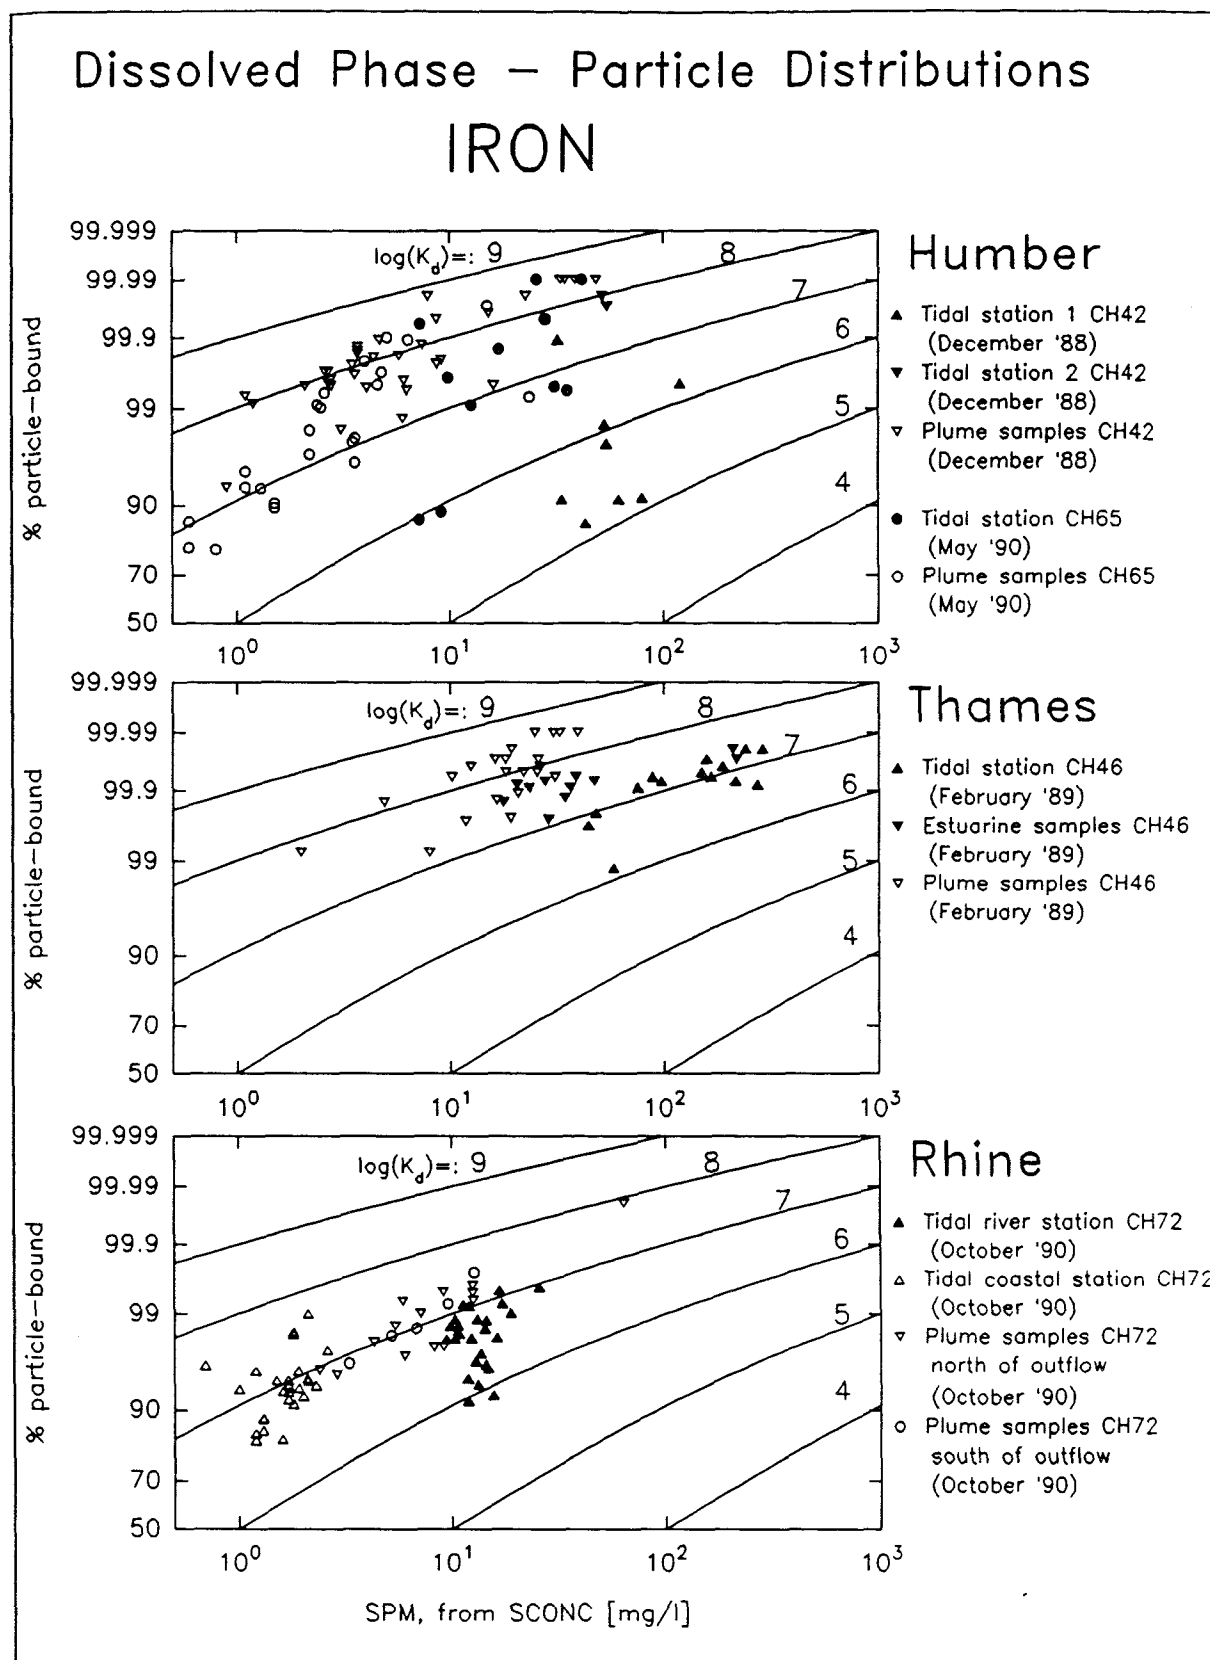 Dissolved Phase – Particle Distributions
IRON
Humber
% particle–bound
99.999
99.99
99.9
99
90
70
50
log(K_d)=: 9
8
7
6
5
4
10^0
10^1
10^2
10^3
Tidal station 1 CH42
(December '88)
Tidal station 2 CH42
(December '88)
Plume samples CH42
(December '88)
Tidal station CH65
(May '90)
Plume samples CH65
(May '90)
Thames
% particle–bound
99.999
99.99
99.9
99
90
70
50
log(K_d)=: 9
8
7
6
5
4
10^0
10^1
10^2
10^3
Tidal station CH46
(February '89)
Estuarine samples CH46
(February '89)
Plume samples CH46
(February '89)
Rhine
% particle–bound
99.999
99.99
99.9
99
90
70
50
log(K_d)=: 9
8
7
6
5
4
10^0
10^1
10^2
10^3
Tidal river station CH72
(October '90)
Tidal coastal station CH72
(October '90)
Plume samples CH72
north of outflow
(October '90)
Plume samples CH72
south of outflow
(October '90)
SPM, from SCONC [mg/l]